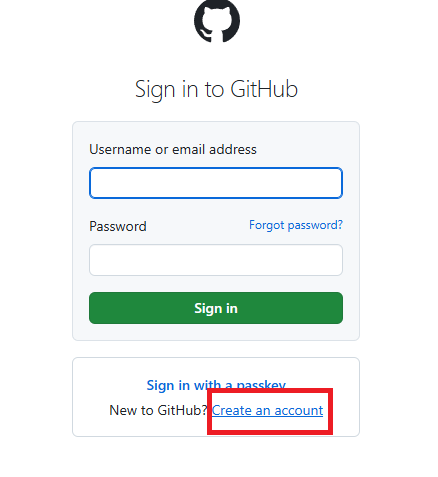 Sign in to GitHub
Username or email address
Password
Forgot password?
Sign in
Sign in with a passkey
New to GitHub? Create an account